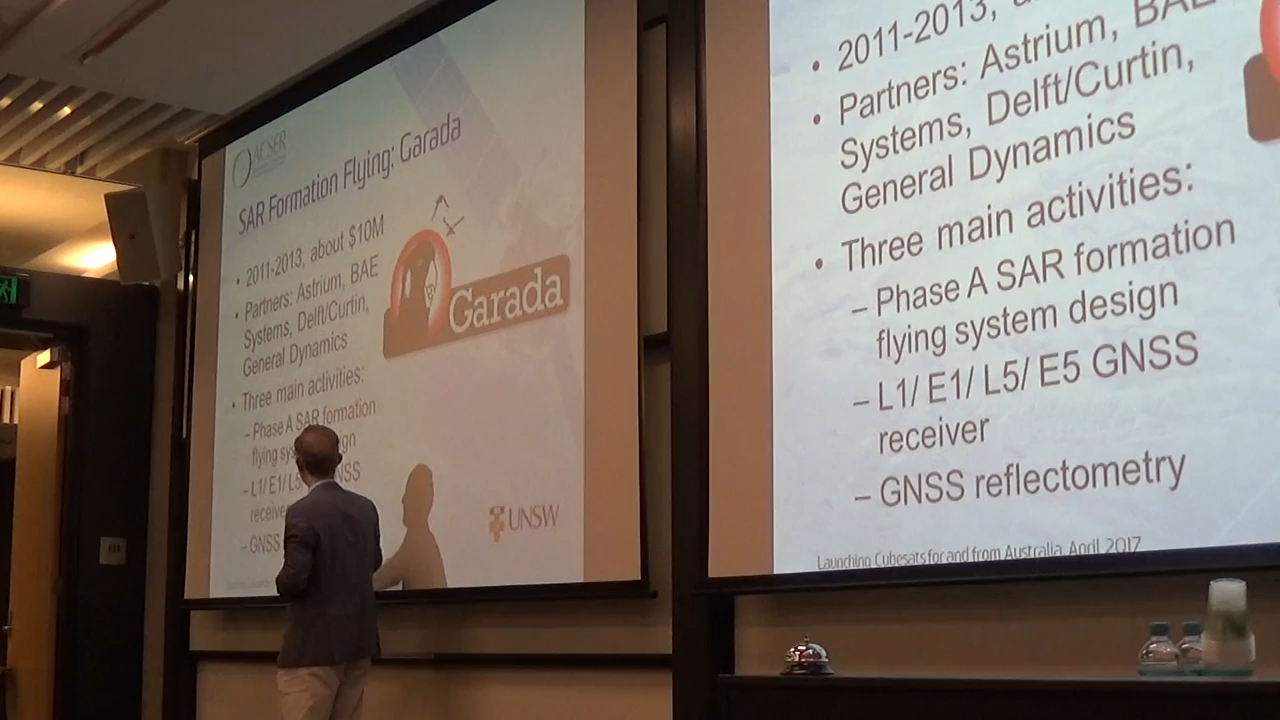 ACSER
SAR Formation Flying: Garada
• 2011-2013, about $10M
• Partners: Astrium, BAE
Systems, Delft/Curtin,
General Dynamics
• Three main activities:
– Phase A SAR formation
flying
– L1/ E1/
– GNSS
Garada
UNSW
• 2011-2013,
• Partners: Astrium, BAE
Systems, Delft/Curtin,
General Dynamics
• Three main activities:
– Phase A SAR formation
flying system design
– L1/ E1/ L5/ E5 GNSS
receiver
– GNSS reflectometry
Launching Cubesats for and from Australia, April, 2017